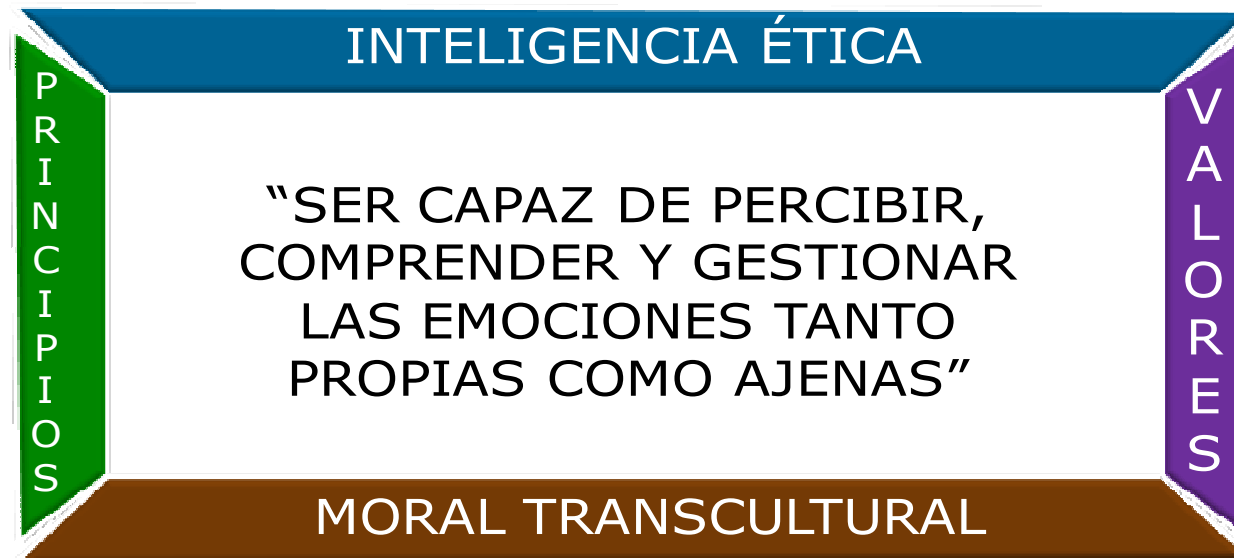 INTELIGENCIA ÉTICA
PRINCIPIOS
“SER CAPAZ DE PERCIBIR,
COMPRENDER Y GESTIONAR
LAS EMOCIONES TANTO
PROPIAS COMO AJENAS”
VALORES
MORAL TRANSCULTURAL